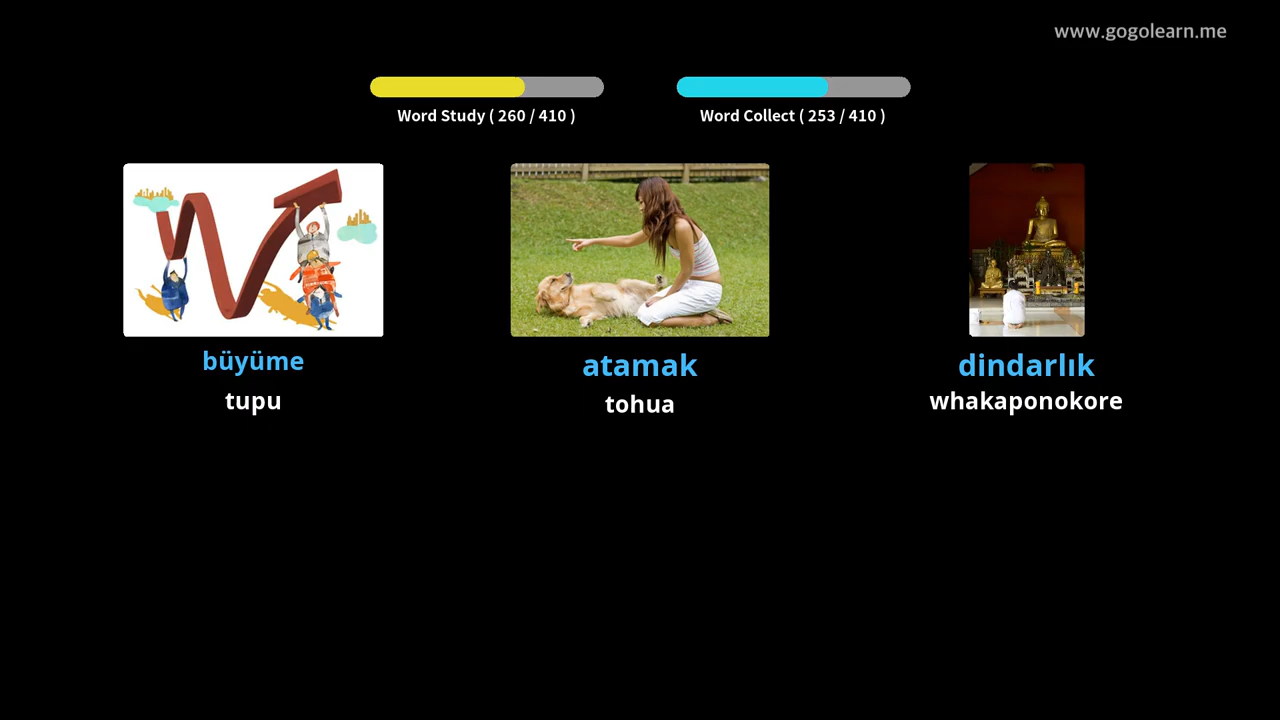 www.gogolearn.me
Word Study ( 260 / 410 )
Word Collect ( 253 / 410 )
büyüme
tupu
atamak
tohua
dindarlık
whakaponokore